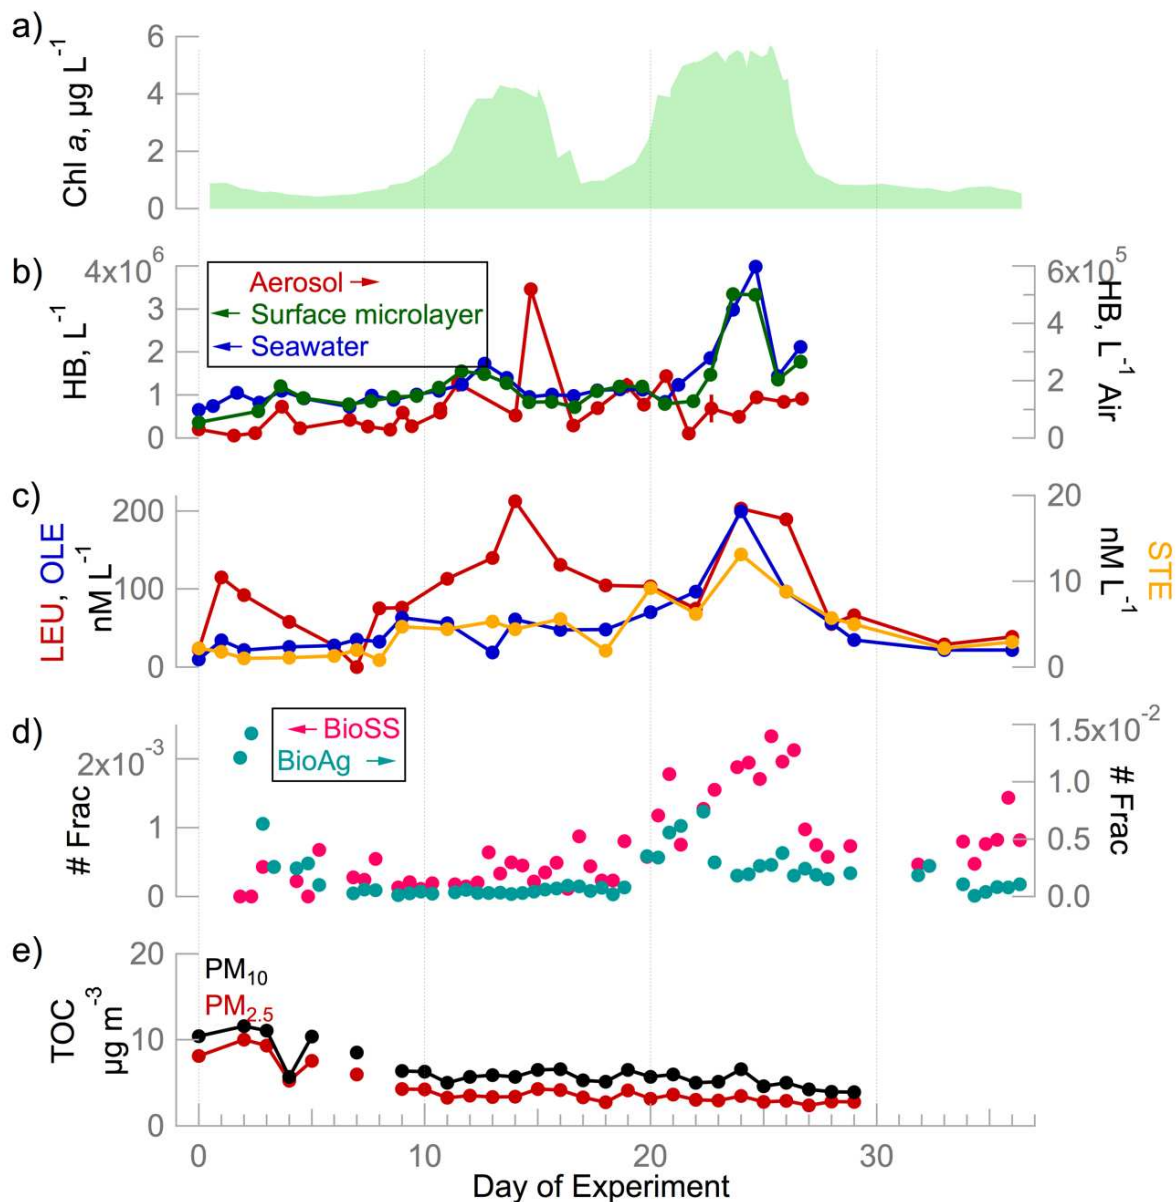 a)
Chl a, µg L⁻¹
6
4
2
0
b)
HB, L⁻¹
4x10⁶
3
2
1
0
Aerosol →
← Surface microlayer
← Seawater
6x10⁵
4
2
0
HB, L⁻¹ Air
c)
LEU, OLE
nM L⁻¹
200
100
0
20
10
0
nM L⁻¹
STE
d)
# Frac
2x10⁻³
1
0
← BioSS
BioAg →
1.5x10⁻²
1.0
0.5
0.0
# Frac
e)
TOC
µg m⁻³
20
10
0
PM₁₀
PM₂.₅
0 10 20 30
Day of Experiment